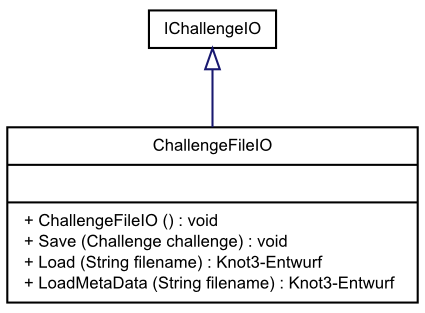 IChallengeIO
ChallengeFileIO
+ ChallengeFileIO () : void
+ Save (Challenge challenge) : void
+ Load (String filename) : Knot3-Entwurf
+ LoadMetaData (String filename) : Knot3-Entwurf